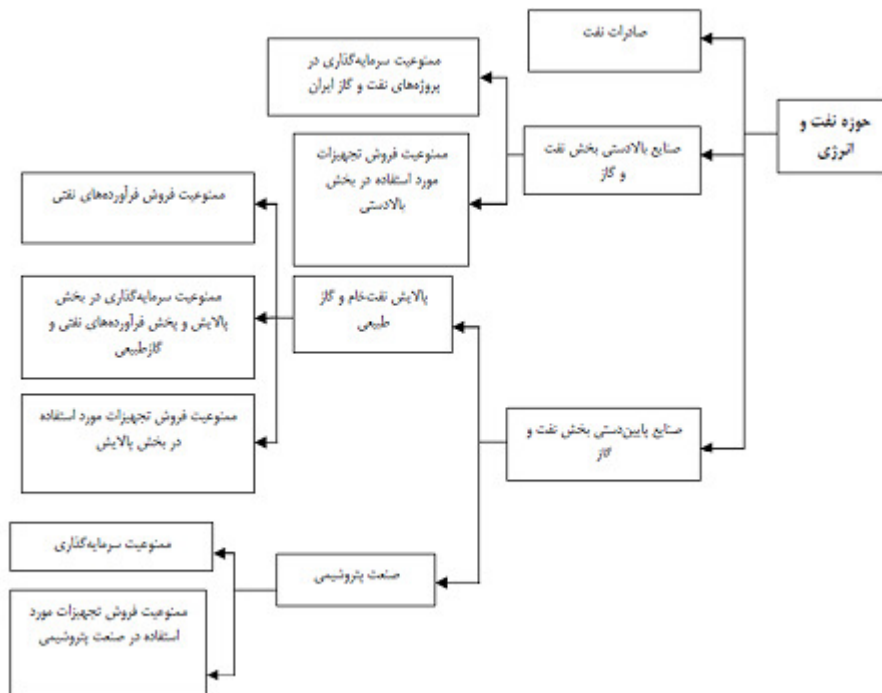 حوزه نفت و
انرژی
صادرات نفت
صنایع بالادستی بخش نفت
و گاز
ممنوعیت سرمایه‌گذاری در
پروژه‌های نفت و گاز ایران
ممنوعیت فروش تجهیزات
مورد استفاده در بخش
بالادستی
صنایع پایین‌دستی بخش نفت و
گاز
پالایش نفت‌خام و گاز
طبیعی
ممنوعیت فروش فرآورده‌های نفتی
ممنوعیت سرمایه‌گذاری در بخش
پالایش و پخش فرآورده‌های نفتی و
گازطبیعی
ممنوعیت فروش تجهیزات مورد استفاده
در بخش پالایش
صنعت پتروشیمی
ممنوعیت سرمایه‌گذاری
ممنوعیت فروش تجهیزات مورد
استفاده در صنعت پتروشیمی